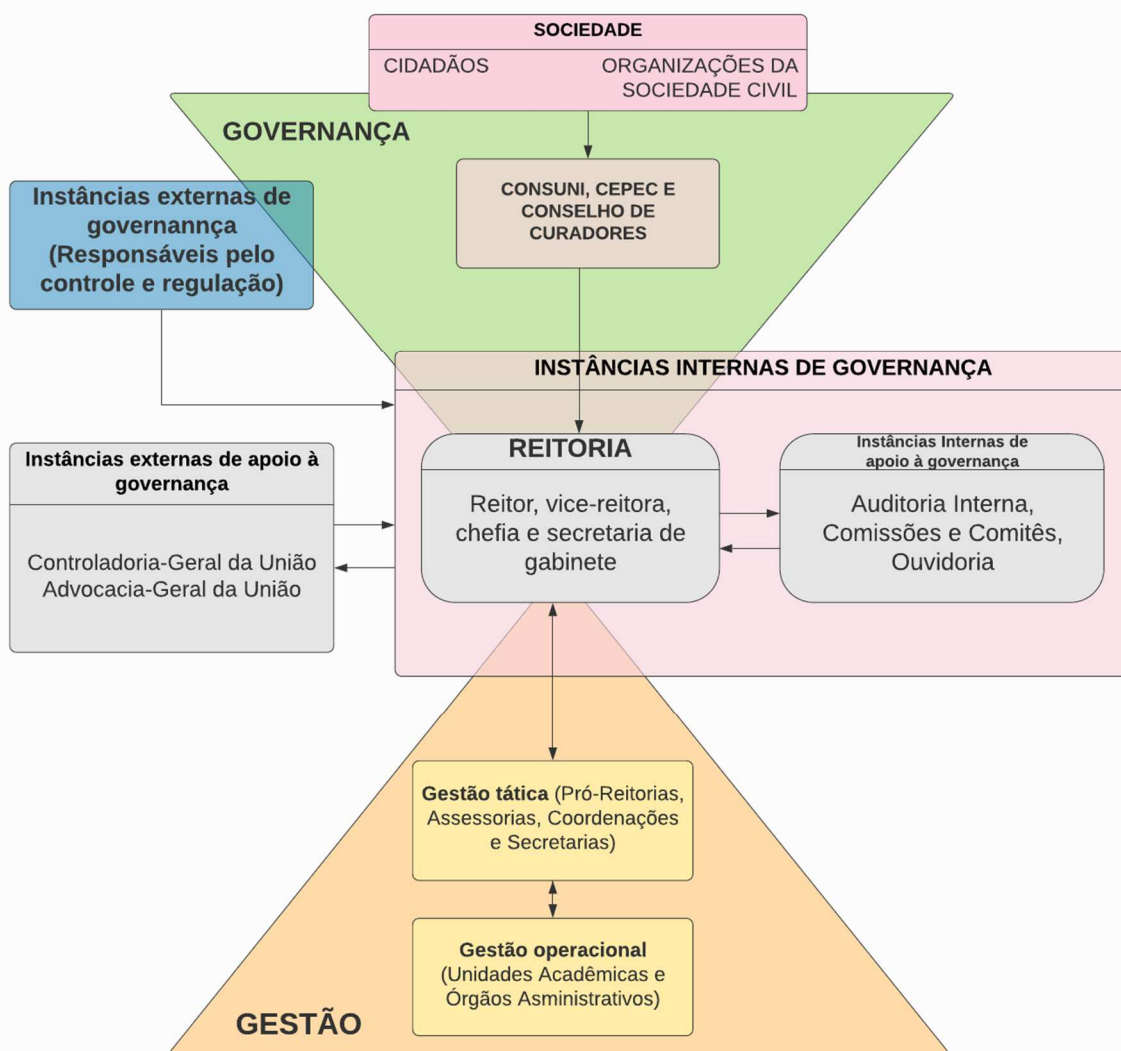 SOCIEDADE
CIDADÃOS
ORGANIZAÇÕES DA
SOCIEDADE CIVIL
GOVERNANÇA
CONSUNI, CEPEC E
CONSELHO DE
CURADORES
Instâncias externas de
governannça
(Responsáveis pelo
controle e regulação)
INSTÂNCIAS INTERNAS DE GOVERNANÇA
Instâncias externas de apoio à
governança
Controladoria-Geral da União
Advocacia-Geral da União
REITORIA
Reitor, vice-reitora,
chefia e secretaria de
gabinete
Instâncias Internas de
apoio à governança
Auditoria Interna,
Comissões e Comitês,
Ouvidoria
Gestão tática (Pró-Reitorias,
Assessorias, Coordenações
e Secretarias)
Gestão operacional
(Unidades Acadêmicas e
Órgãos Asministrativos)
GESTÃO